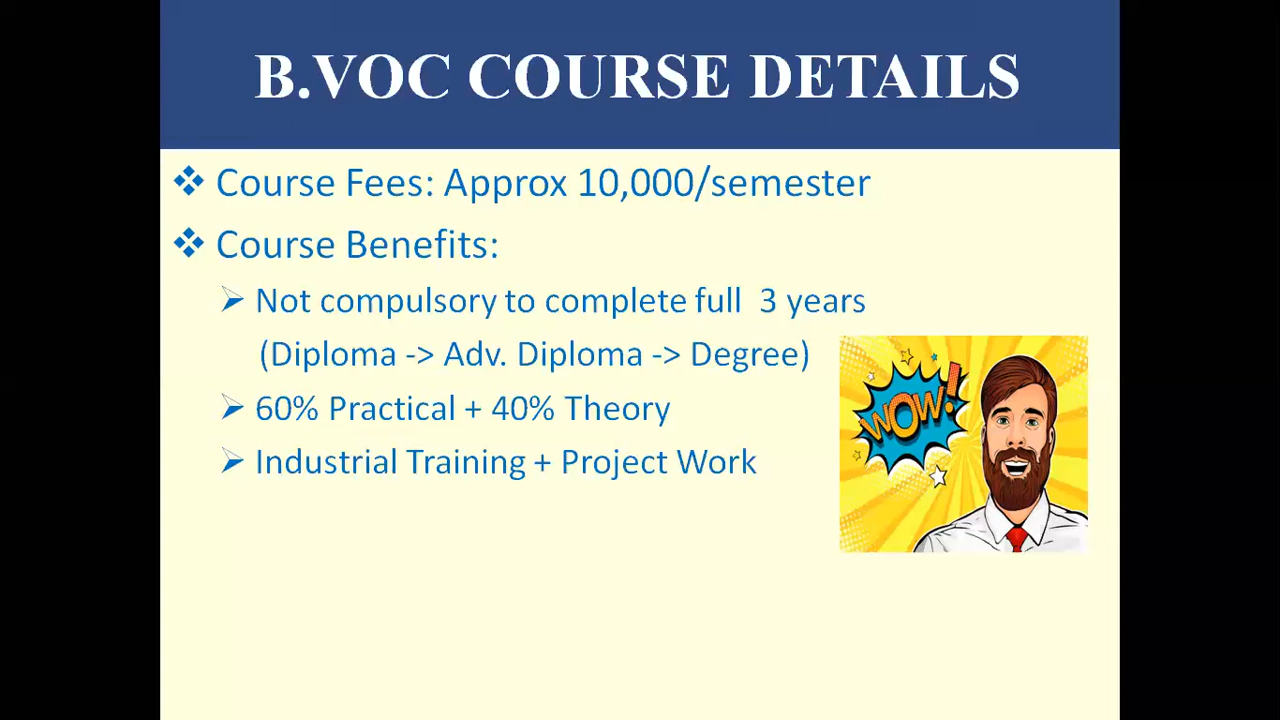 B.VOC COURSE DETAILS
Course Fees: Approx 10,000/semester
Course Benefits:
Not compulsory to complete full 3 years
(Diploma -> Adv. Diploma -> Degree)
60% Practical + 40% Theory
WOW!
Industrial Training + Project Work